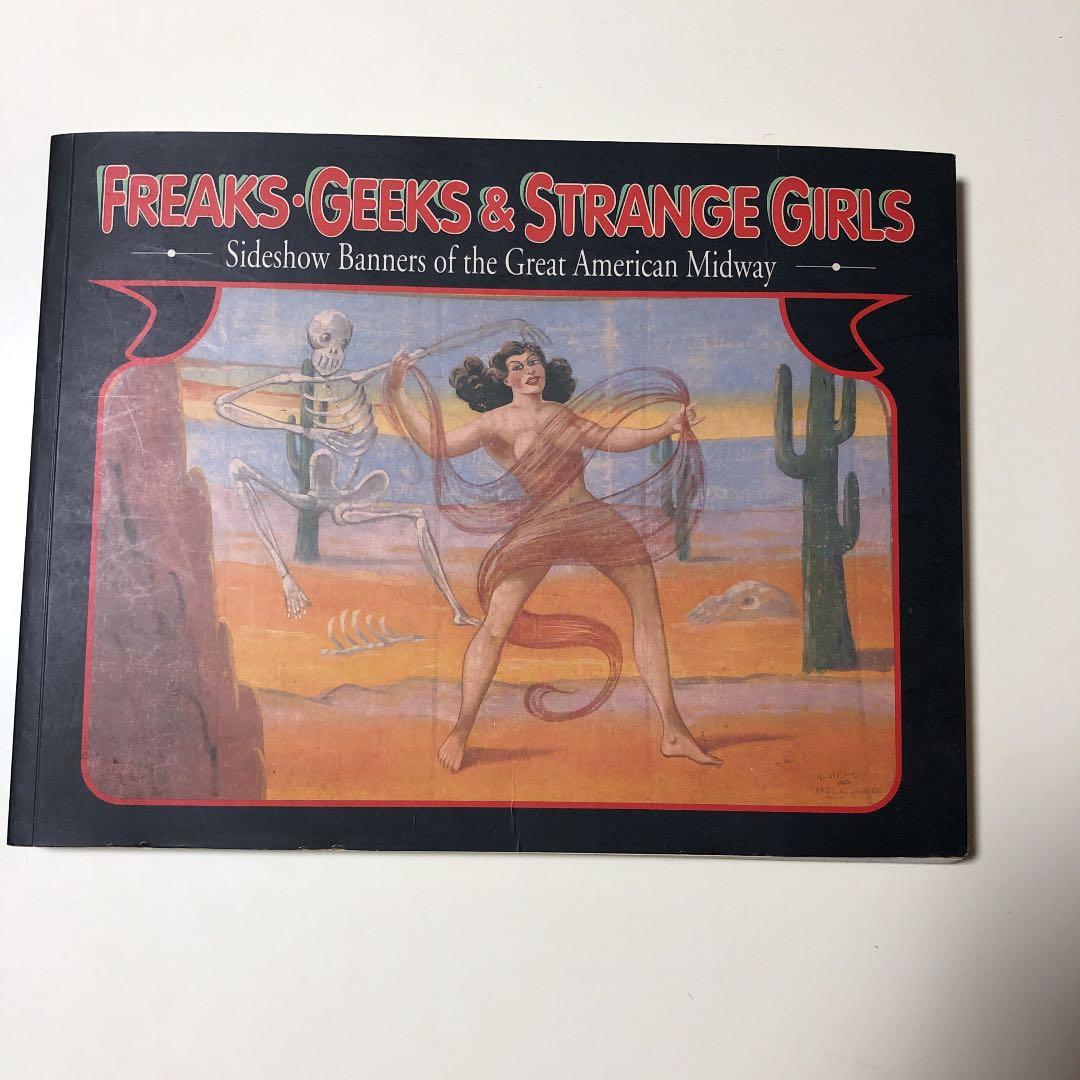 FREAKS • GEEKS & STRANGE GIRLS
Sideshow Banners of the Great American Midway